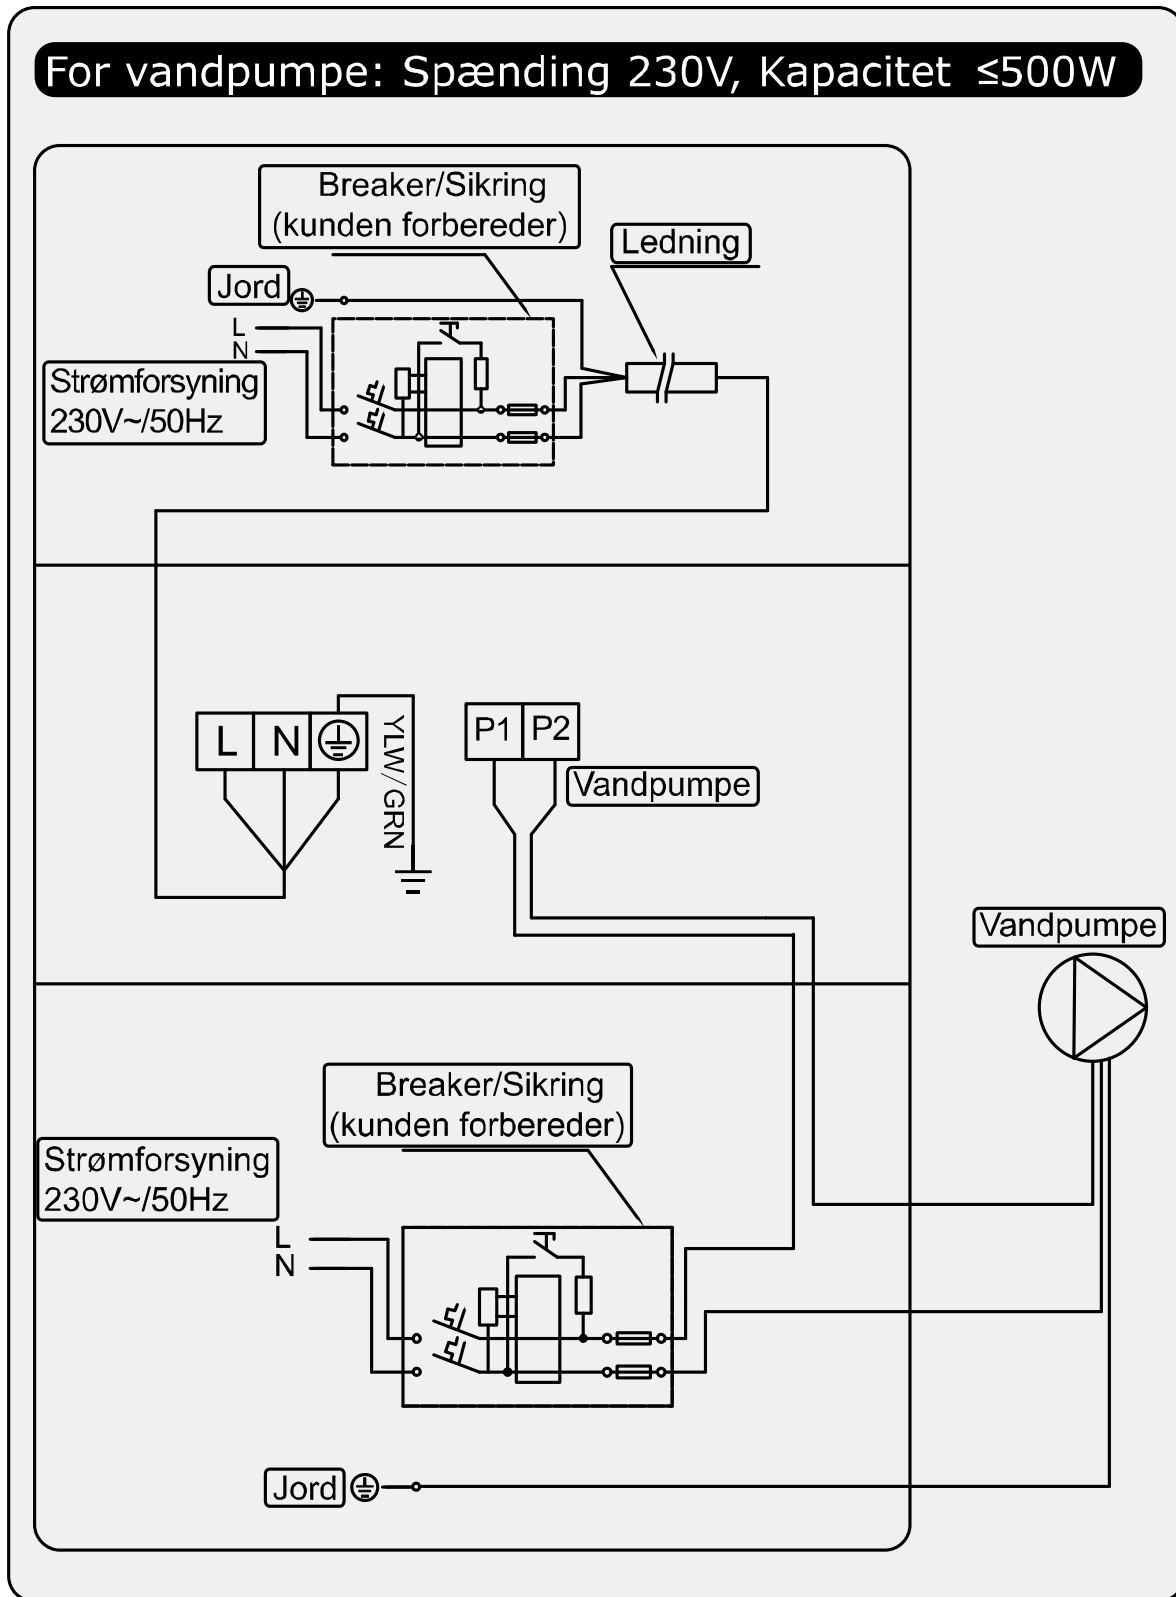 For vandpumpe: Spænding 230V, Kapacitet ≤500W
Breaker/Sikring
(kunden forbereder)
Ledning
Jord
L
N
Strømforsyning
230V~/50Hz
L N
YLW/GRN
P1 P2
Vandpumpe
Vandpumpe
Breaker/Sikring
(kunden forbereder)
Strømforsyning
230V~/50Hz
L
N
Jord